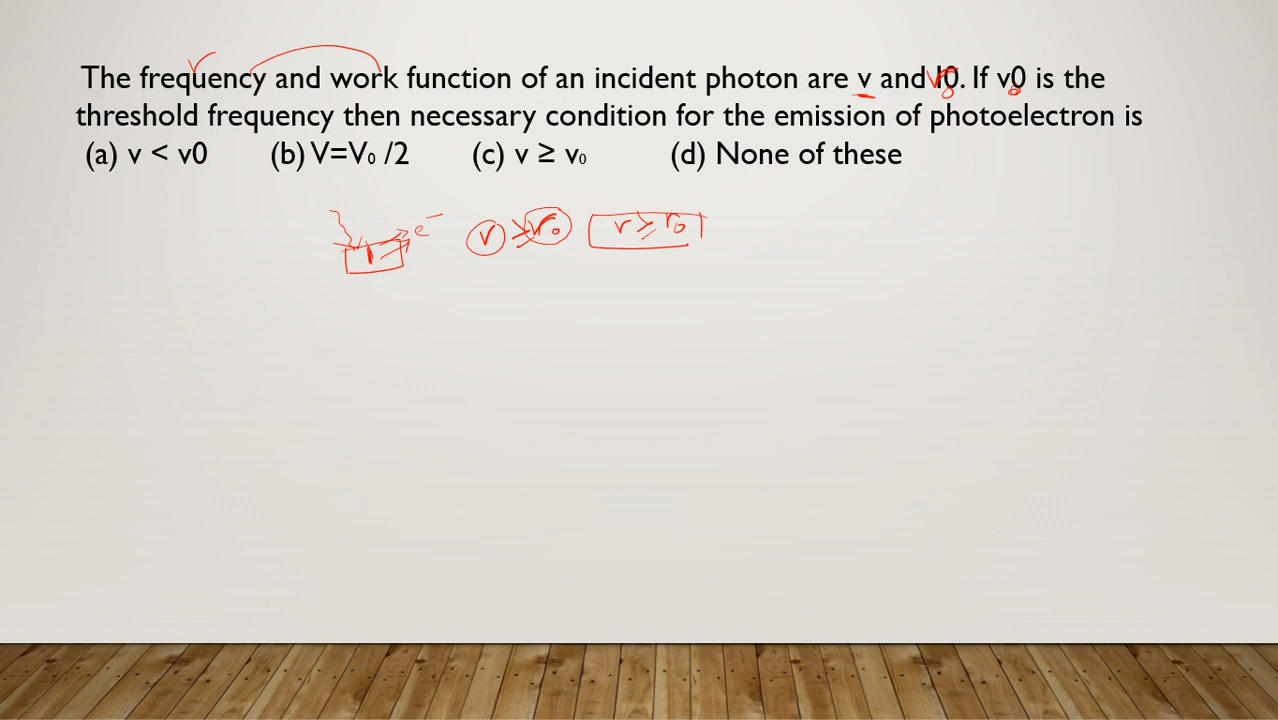 The frequency and work function of an incident photon are v and I0. If v0 is the
threshold frequency then necessary condition for the emission of photoelectron is
(a) v < v0 (b) V=V₀ /2 (c) v ≥ v₀ (d) None of these
e⁻ v ≥ v₀ v ≥ v₀